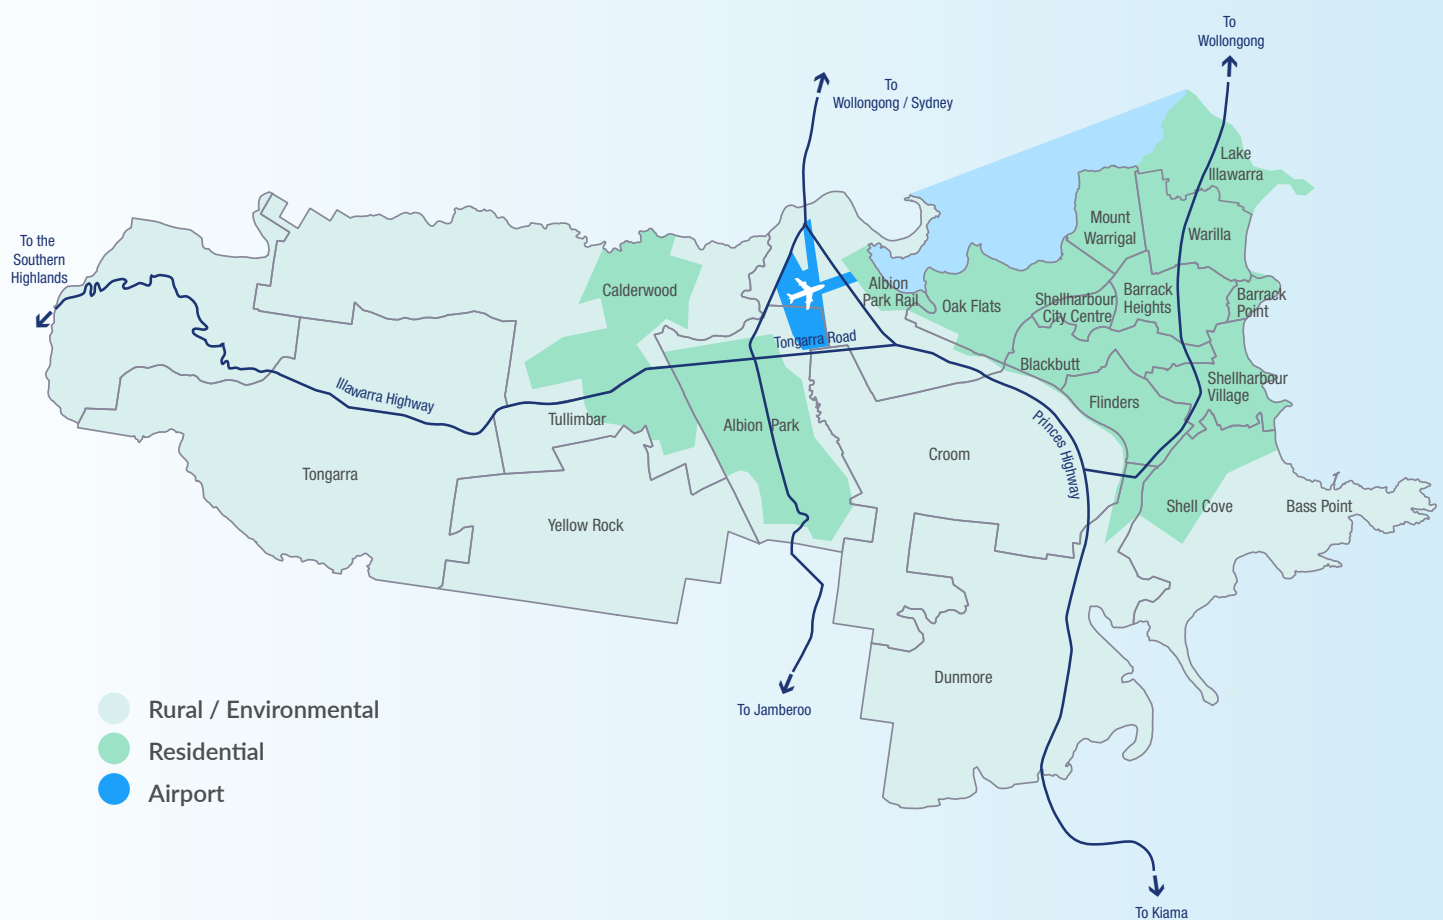 To
Wollongong
To
Wollongong / Sydney
Lake
Illawarra
Mount
Warrigal
Warilla
To the
Southern
Highlands
Calderwood
Albion
Park Rail
Oak Flats
Shellharbour
City Centre
Barrack
Heights
Barrack
Point
Tongarra Road
Blackbutt
Shellharbour
Village
Flinders
Illawarra Highway
Tullimbar
Albion Park
Princes Highway
Croom
Tongarra
Yellow Rock
Shell Cove
Bass Point
Dunmore
To Jamberoo
Rural / Environmental
Residential
Airport
To Kiama